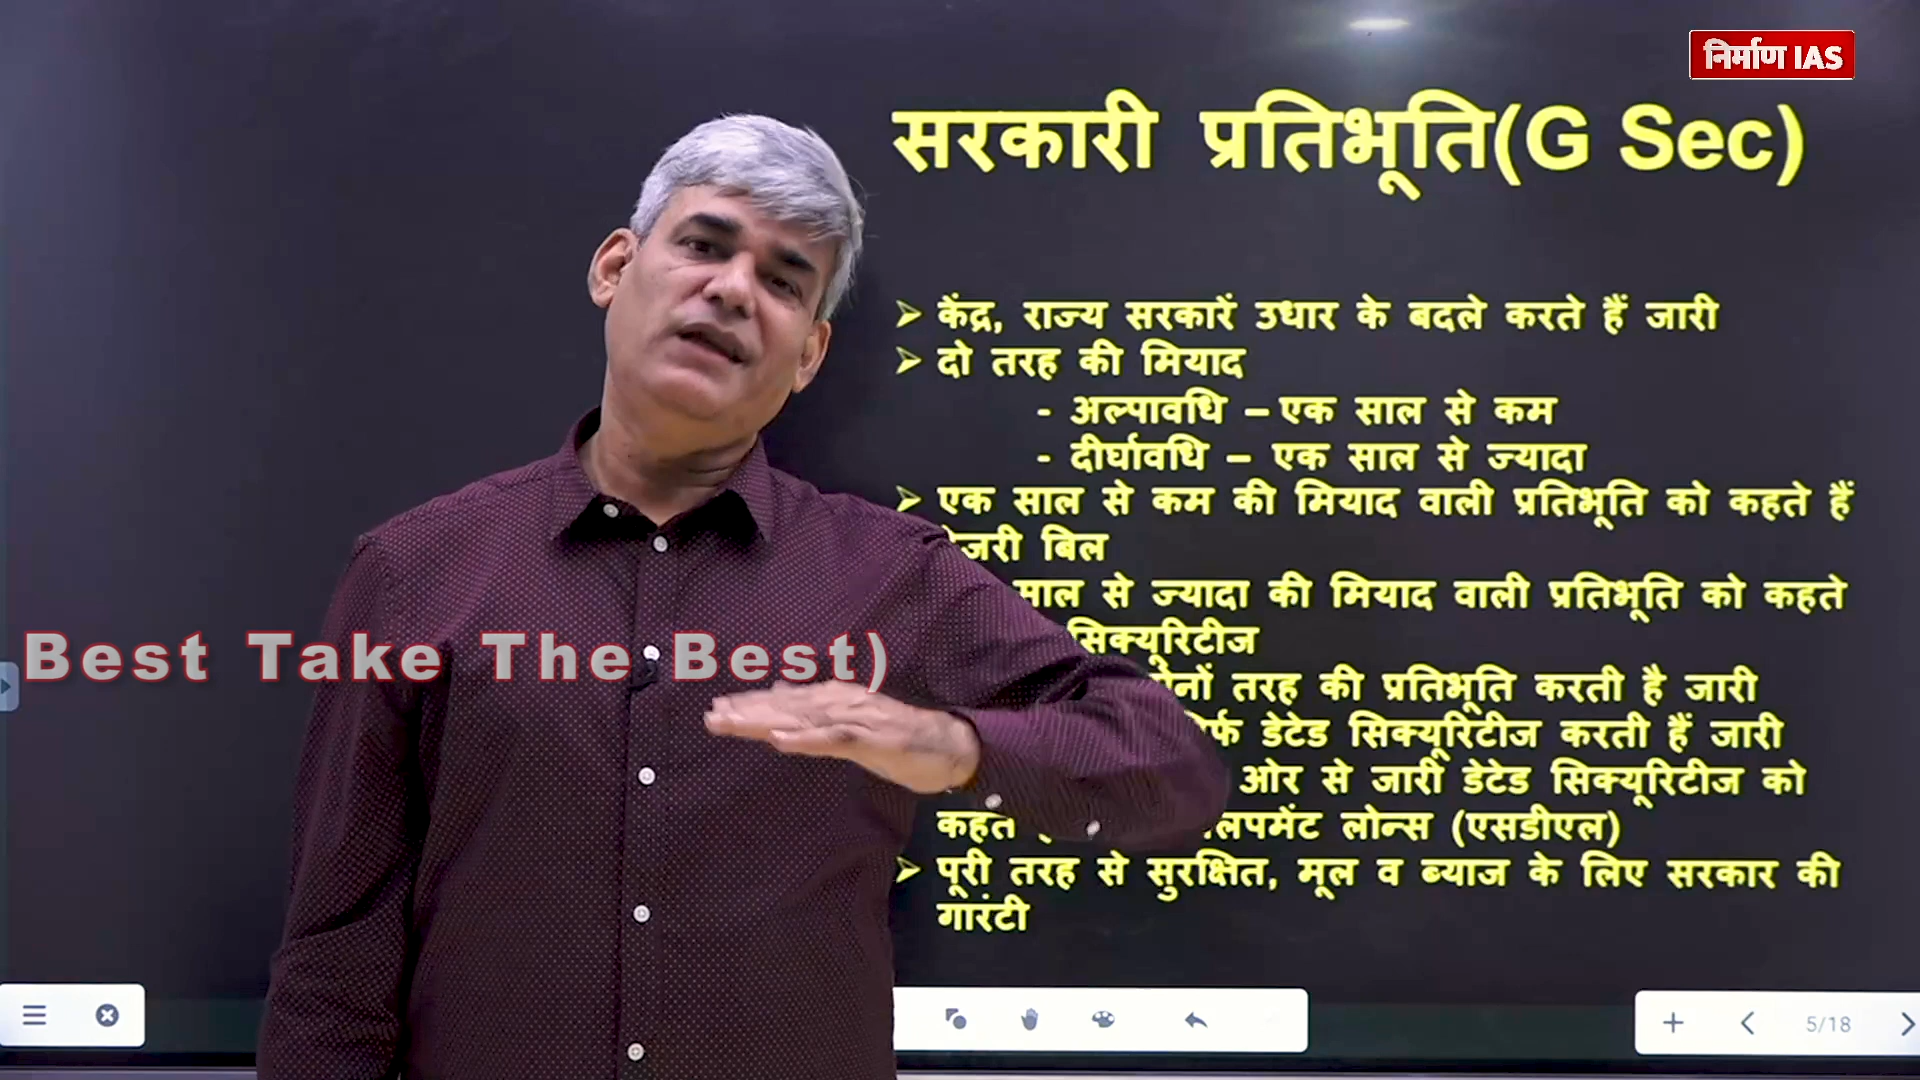 निर्माण IAS
सरकारी प्रतिभूति(G Sec)
➢ केंद्र, राज्य सरकारें उधार के बदले करते हैं जारी
➢ दो तरह की मियाद
- अल्पावधि – एक साल से कम
- दीर्घावधि – एक साल से ज्यादा
➢ एक साल से कम की मियाद वाली प्रतिभूति को कहते हैं
बिल
साल से ज्यादा की मियाद वाली प्रतिभूति को कहते
सिक्यूरिटीज
तरह की प्रतिभूति करती है जारी
डेटेड सिक्यूरिटीज करती हैं जारी
ओर से जारी डेटेड सिक्यूरिटीज को
कहते लोन्स (एसडीएल)
➢ पूरी तरह से सुरक्षित, मूल व ब्याज के लिए सरकार की
गारंटी
Best Take The Best)
5/18